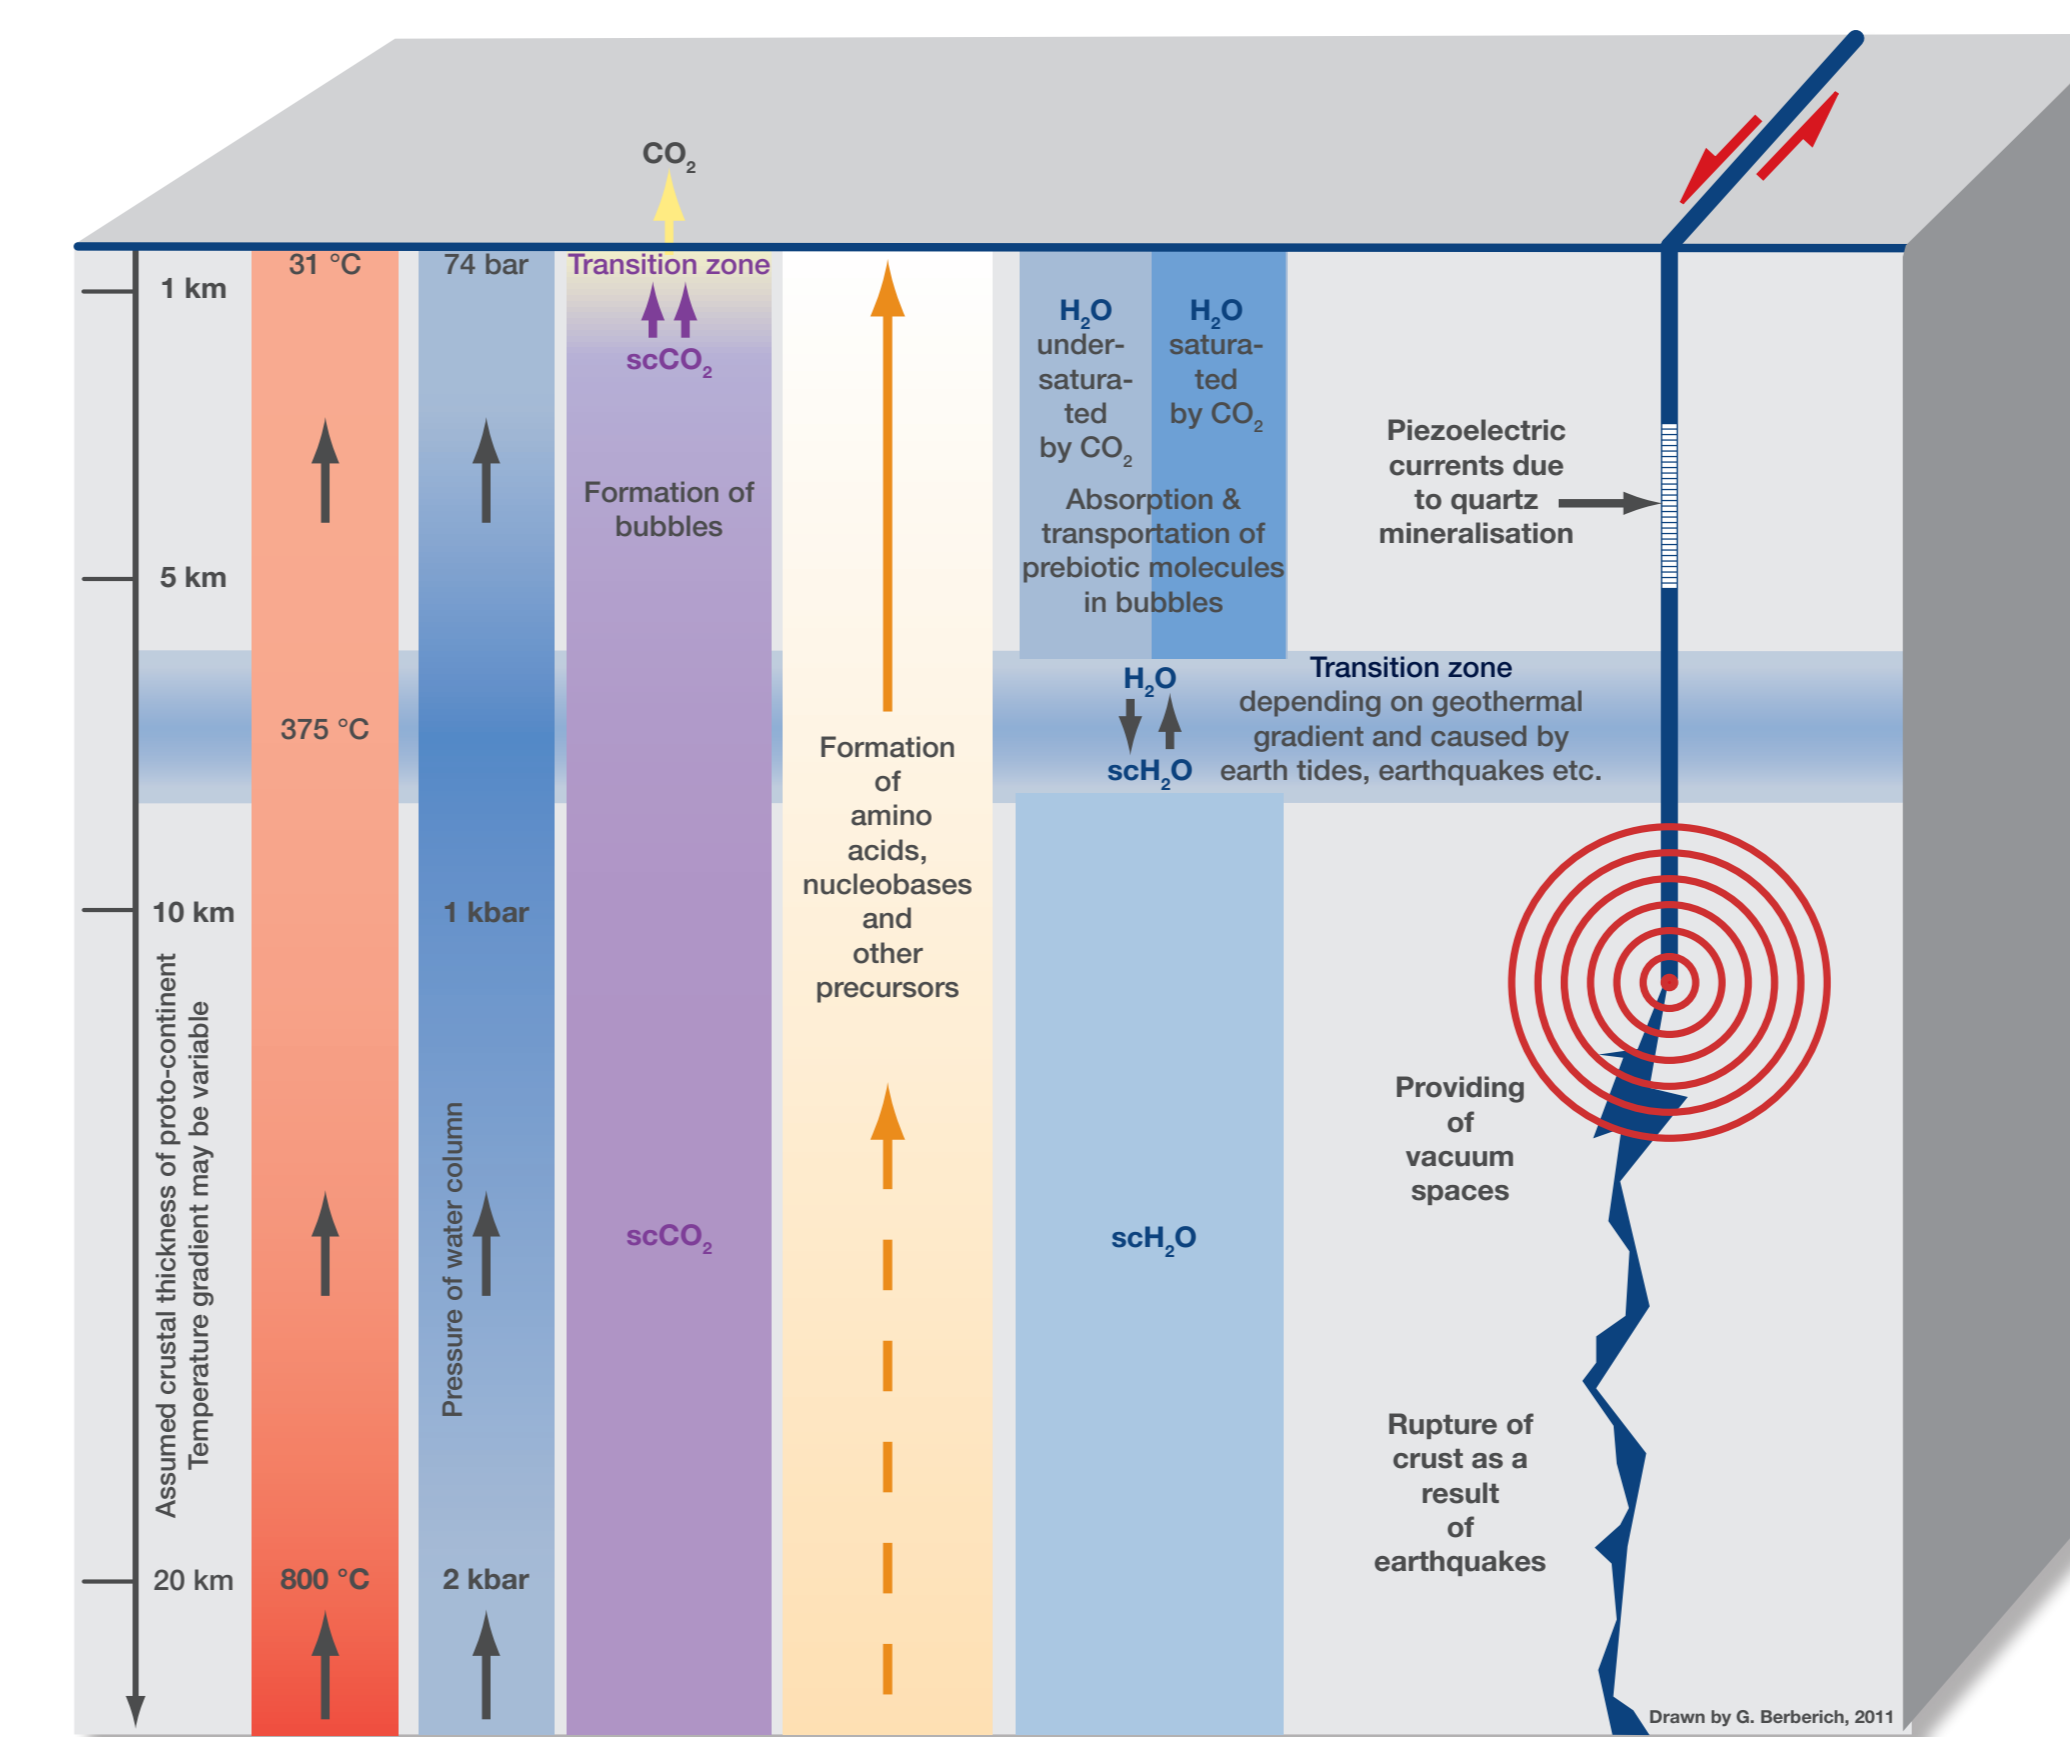 CO₂
1 km
5 km
10 km
20 km
Assumed crustal thickness of proto-continent
Temperature gradient may be variable
31 °C
375 °C
800 °C
74 bar
1 kbar
Pressure of water column
2 kbar
Transition zone
scCO₂
Formation of
bubbles
scCO₂
Formation
of
amino
acids,
nucleobases
and
other
precursors
H₂O
under-
satura-
ted
by CO₂
H₂O
satura-
ted
by CO₂
Absorption &
transportation of
prebiotic molecules
in bubbles
H₂O
scH₂O
Transition zone
depending on geothermal
gradient and caused by
earth tides, earthquakes etc.
scH₂O
Piezoelectric
currents due
to quartz
mineralisation
Providing
of
vacuum
spaces
Rupture of
crust as a
result
of
earthquakes
Drawn by G. Berberich, 2011